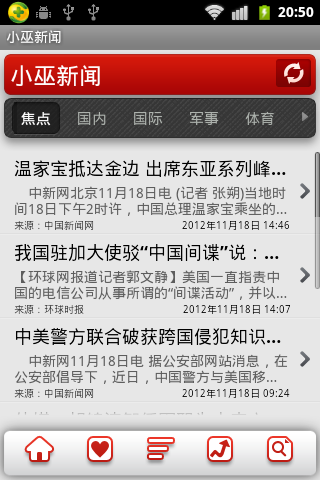 20:50
小巫新闻
小巫新闻
焦点 国内 国际 军事 体育
温家宝抵达金边 出席东亚系列峰...
中新网北京11月18日电 (记者 张朔)当地时
间18日下午2时许，中国总理温家宝乘坐的...
来源：中国新闻网 2012年11月18日 14:46
我国驻加大使驳“中国间谍”说：...
【环球网报道记者郭文静】美国一直指责中
国的电信公司从事所谓的“间谍活动”，并以...
来源：环球时报 2012年11月18日 14:07
中美警方联合破获跨国侵犯知识...
中新网11月18日电 据公安部网站消息，在
公安部倡导下，近日，中国警方与美国移...
来源：中国新闻网 2012年11月18日 09:24